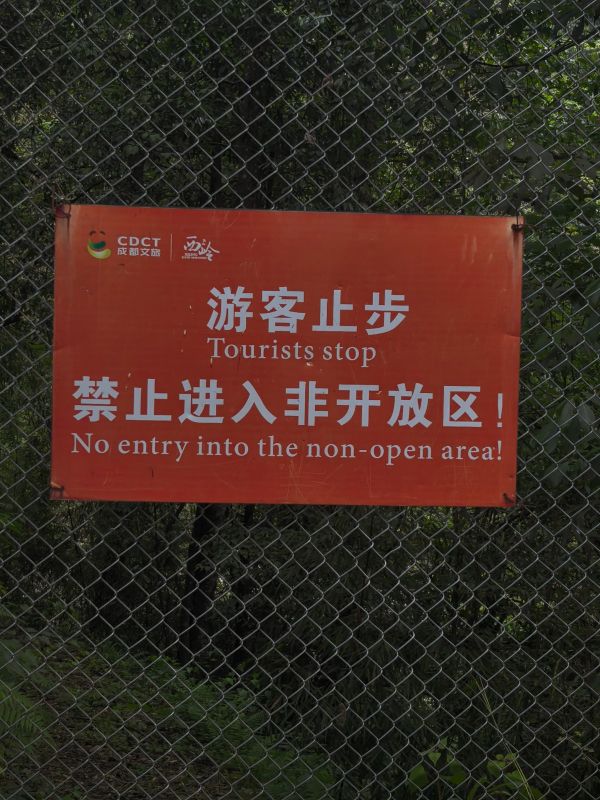 CDCT
成都文旅
西岭
游客止步
Tourists stop
禁止进入非开放区!
No entry into the non-open area!